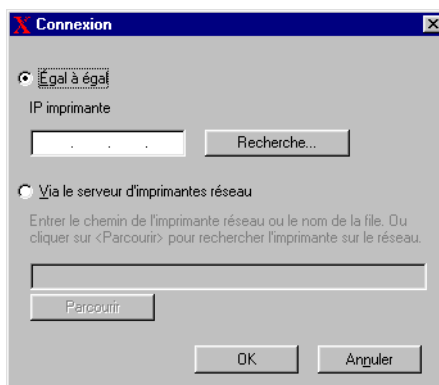 X Connexion
Égal à égal
IP imprimante
. . .
Recherche...
Via le serveur d'imprimantes réseau
Entrer le chemin de l'imprimante réseau ou le nom de la file. Ou
cliquer sur <Parcourir> pour rechercher l'imprimante sur le réseau.
Parcourir
OK Annuler